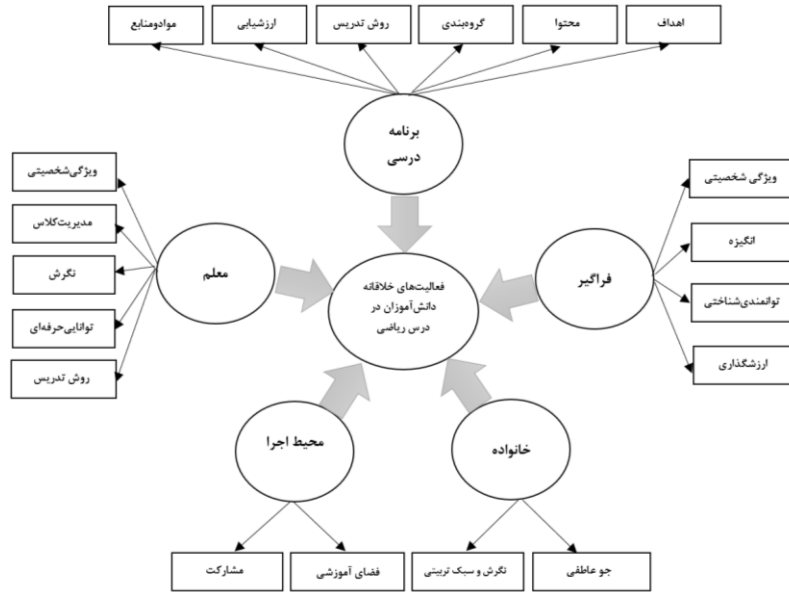 اهداف
محتوا
گروه‌بندی
روش تدریس
ارزشیابی
موادومنابع
برنامه
درسی
ویژگی شخصیتی
انگیزه
توانمندی‌شناختی
ارزشگذاری
فراگیر
معلم
ویژگی‌شخصیتی
مدیریت‌کلاس
نگرش
توانایی‌حرفه‌ای
روش تدریس
فعالیت‌های خلاقانه
دانش‌آموزان در
درس ریاضی
خانواده
محیط اجرا
جو عاطفی
نگرش و سبک تربیتی
فضای آموزشی
مشارکت